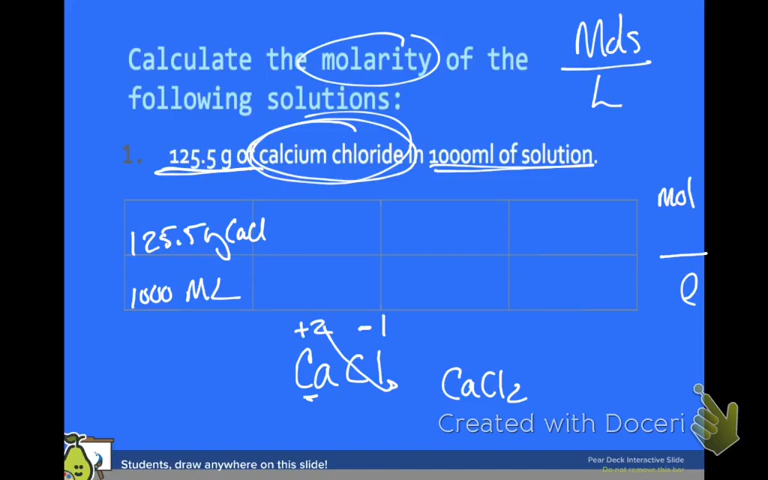 Calculate the molarity of the
following solutions:
Mols
L
1. 125.5 g of calcium chloride in 1000ml of solution.
mol
l
125.5g CaCl
1000 ML
+2 -1
CaCl
CaCl2
Created with Doceri
Students, draw anywhere on this slide!
Pear Deck Interactive Slide
Do not remove this bar